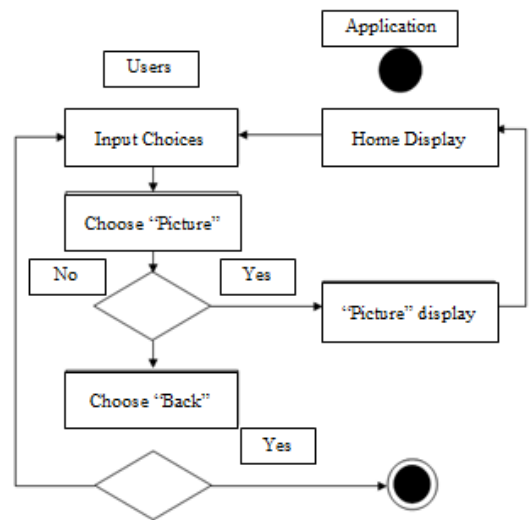 Application
Users
Input Choices
Home Display
Choose “Picture”
No
Yes
“Picture” display
Choose “Back”
Yes